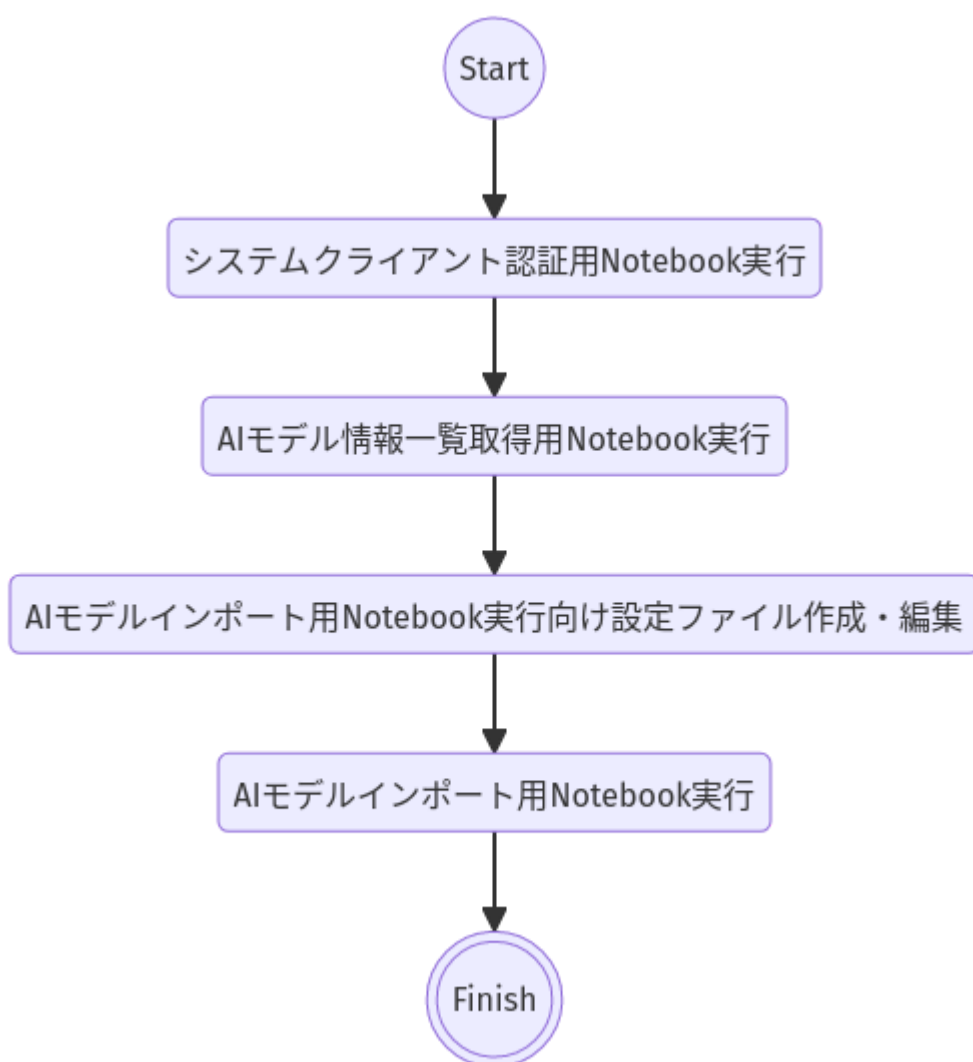 Start
システムクライアント認証用Notebook実行
AIモデル情報一覧取得用Notebook実行
AIモデルインポート用Notebook実行向け設定ファイル作成・編集
AIモデルインポート用Notebook実行
Finish